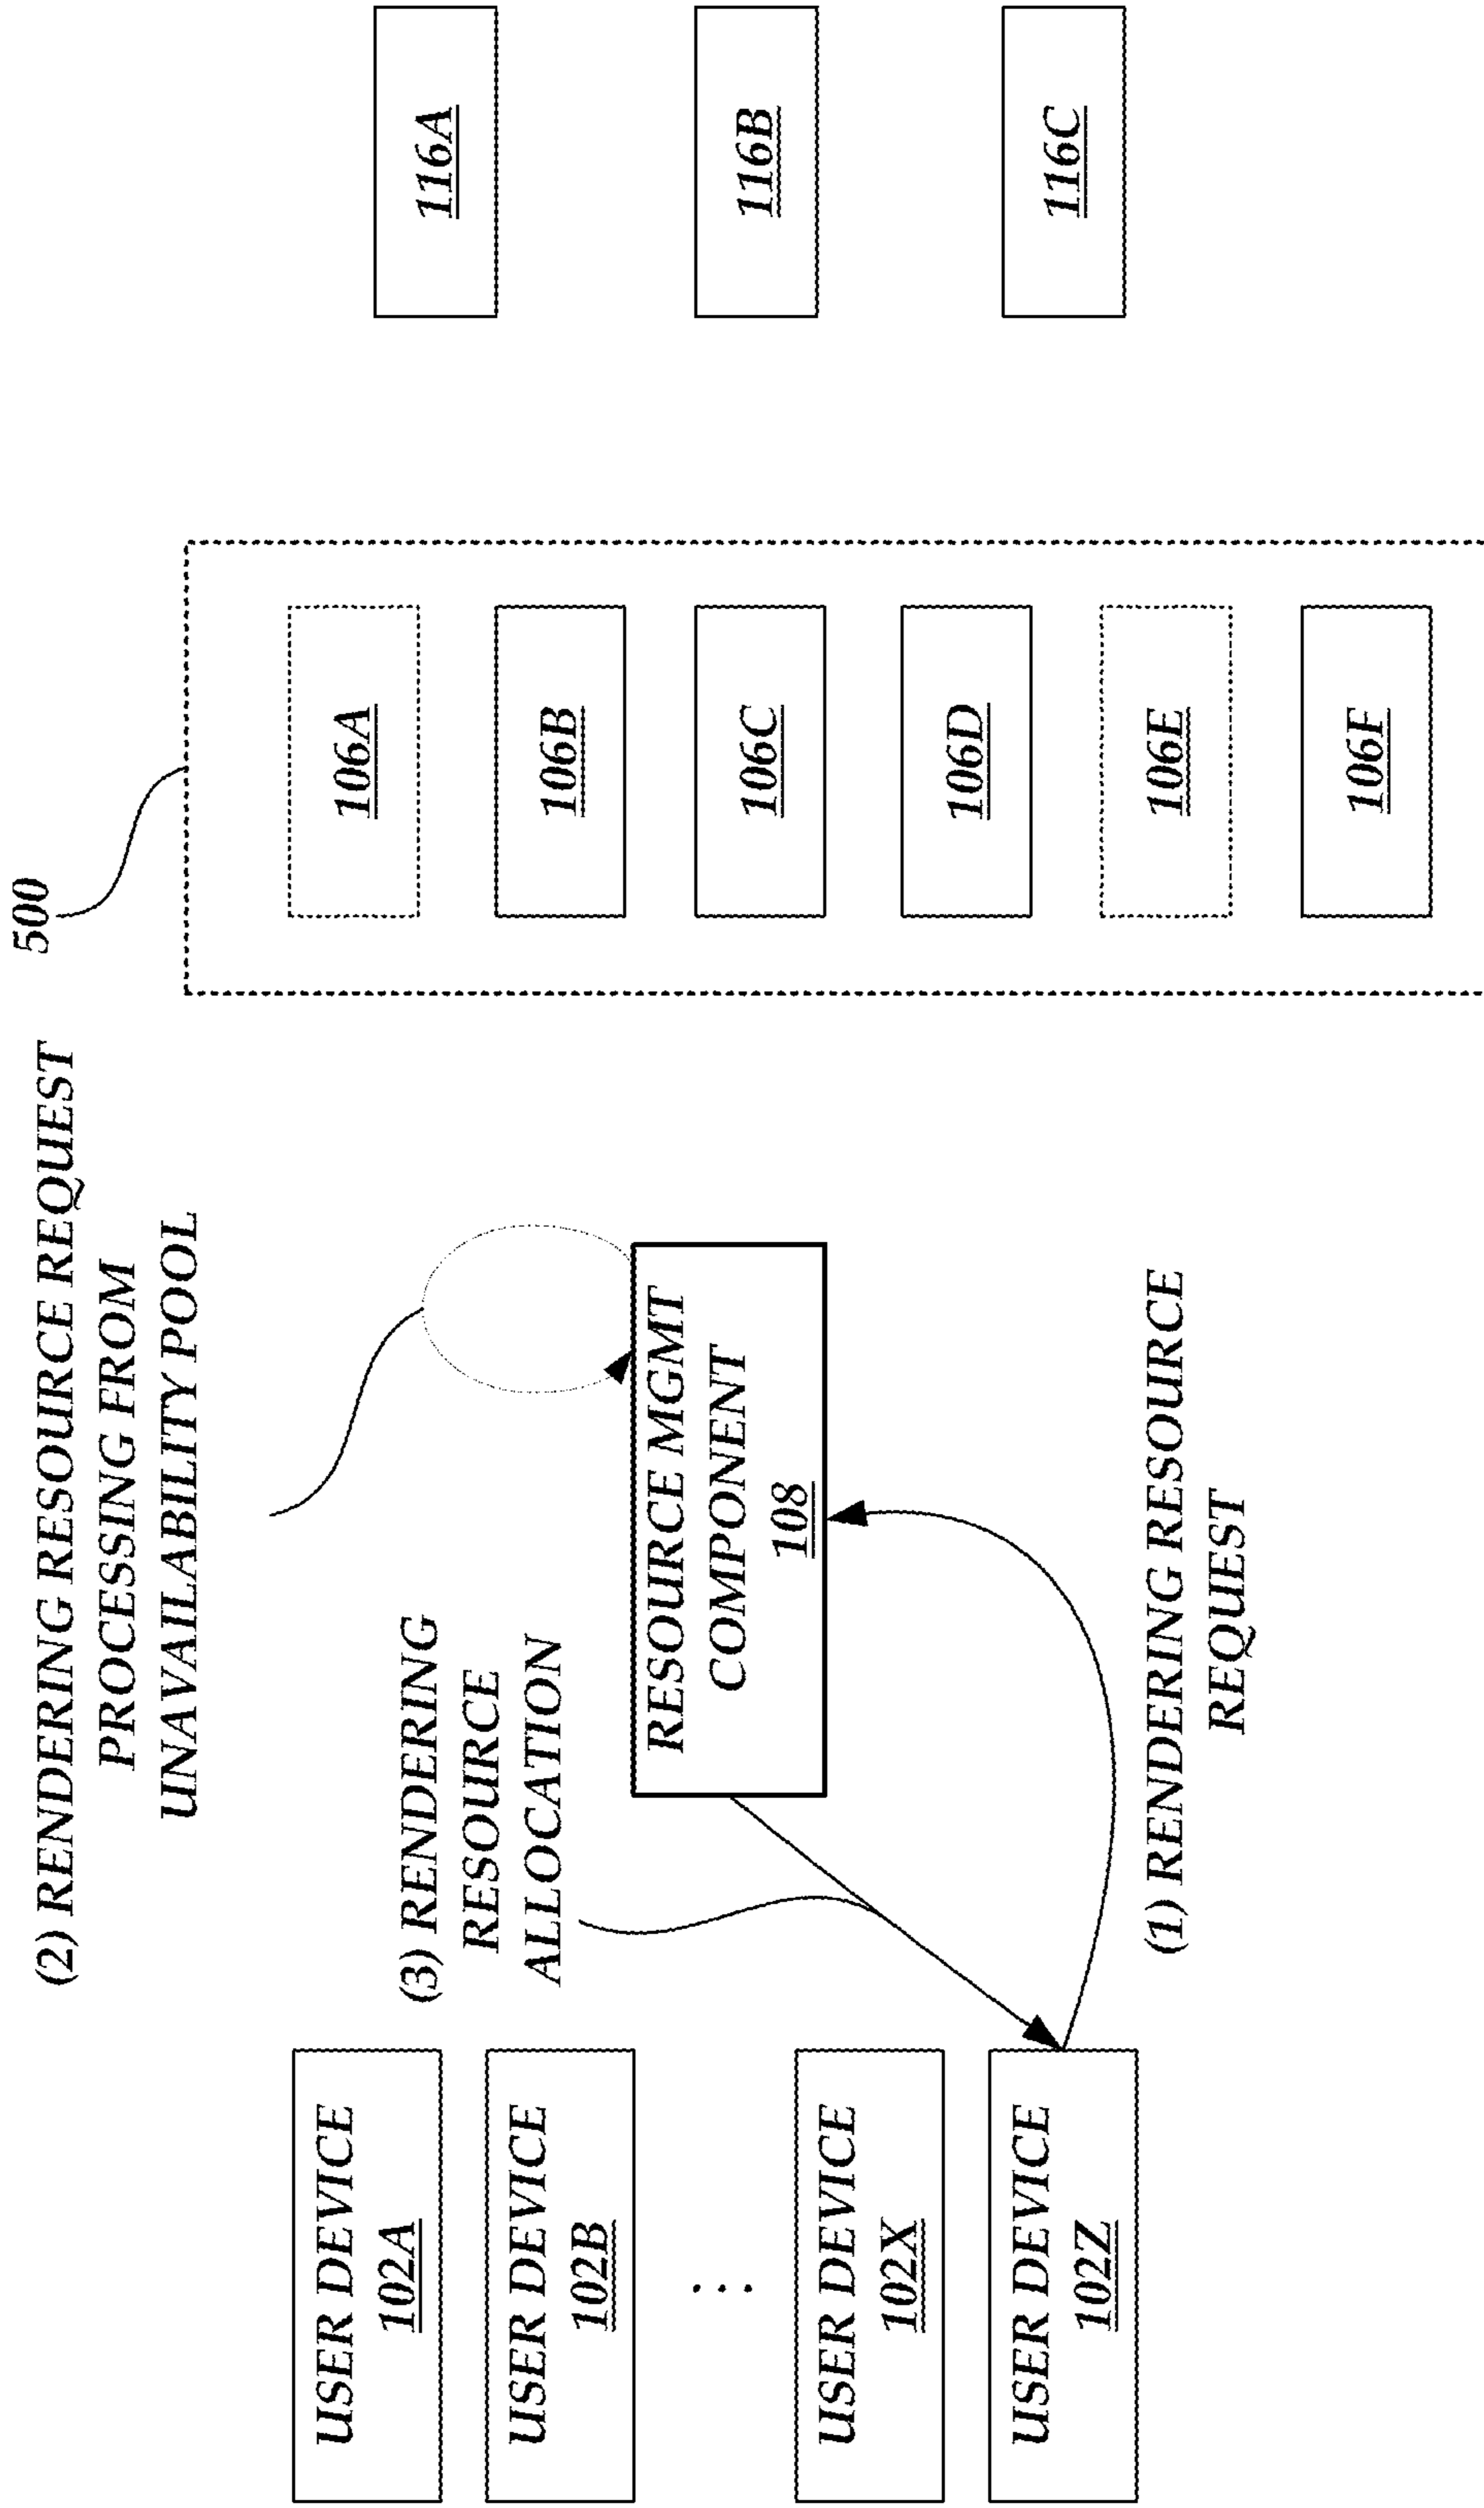 500
(2) RENDERING RESOURCE REQUEST
PROCESSING FROM
UNAVAILABILITY POOL
(3) RENDERING
RESOURCE
ALLOCATION
USER DEVICE
102A
USER DEVICE
102B
...
USER DEVICE
102X
USER DEVICE
102Z
RESOURCE MGMT
COMPONENT
108
(1) RENDERING RESOURCE
REQUEST
106A
106B
106C
106D
106E
106F
116A
116B
116C